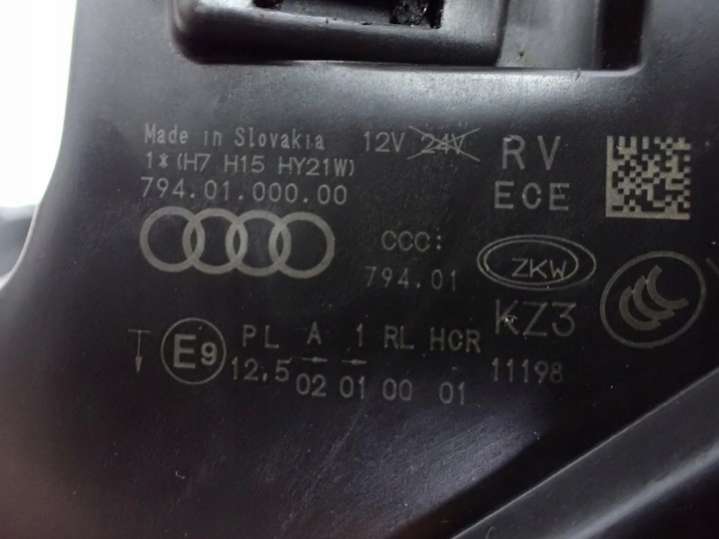 Made in Slovakia 12V 24V RV
1*(H7 H15 HY21W) ECE
794.01.000.00
CCC: ZKW
794.01
KZ3
E9 PL A 1 RL HCR
12,5 02 01 00 01 11198